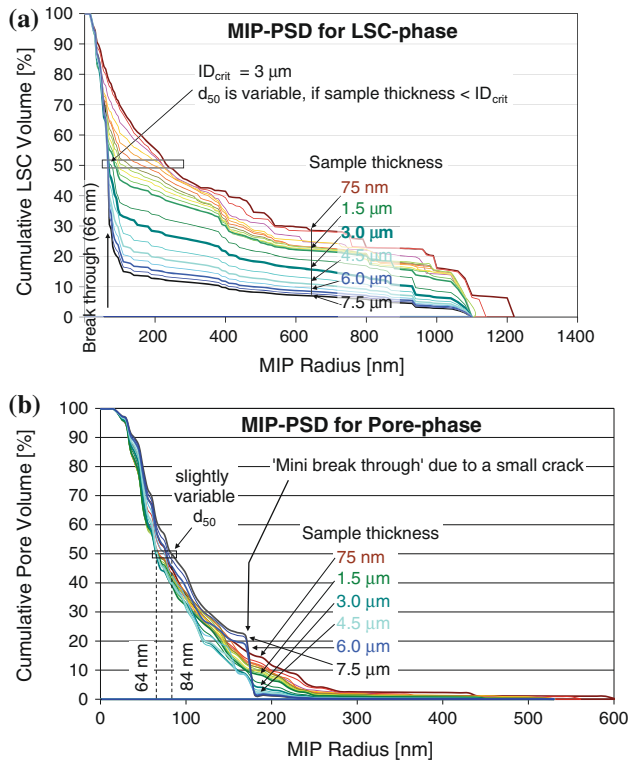 (a)
MIP-PSD for LSC-phase
Cumulative LSC Volume [%]
100
90
80
70
60
50
40
30
20
10
0
ID_crit = 3 µm
d_50 is variable, if sample thickness < ID_crit
Sample thickness
75 nm
1.5 µm
3.0 µm
4.5 µm
6.0 µm
7.5 µm
Break through (66 nm)
200 400 600 800 1000 1200 1400
MIP Radius [nm]
(b)
MIP-PSD for Pore-phase
Cumulative Pore Volume [%]
100
90
80
70
60
50
40
30
20
10
0
'Mini break through' due to a small crack
slightly
variable
d_50
Sample thickness
75 nm
1.5 µm
3.0 µm
4.5 µm
6.0 µm
7.5 µm
64 nm
84 nm
0 100 200 300 400 500 600
MIP Radius [nm]